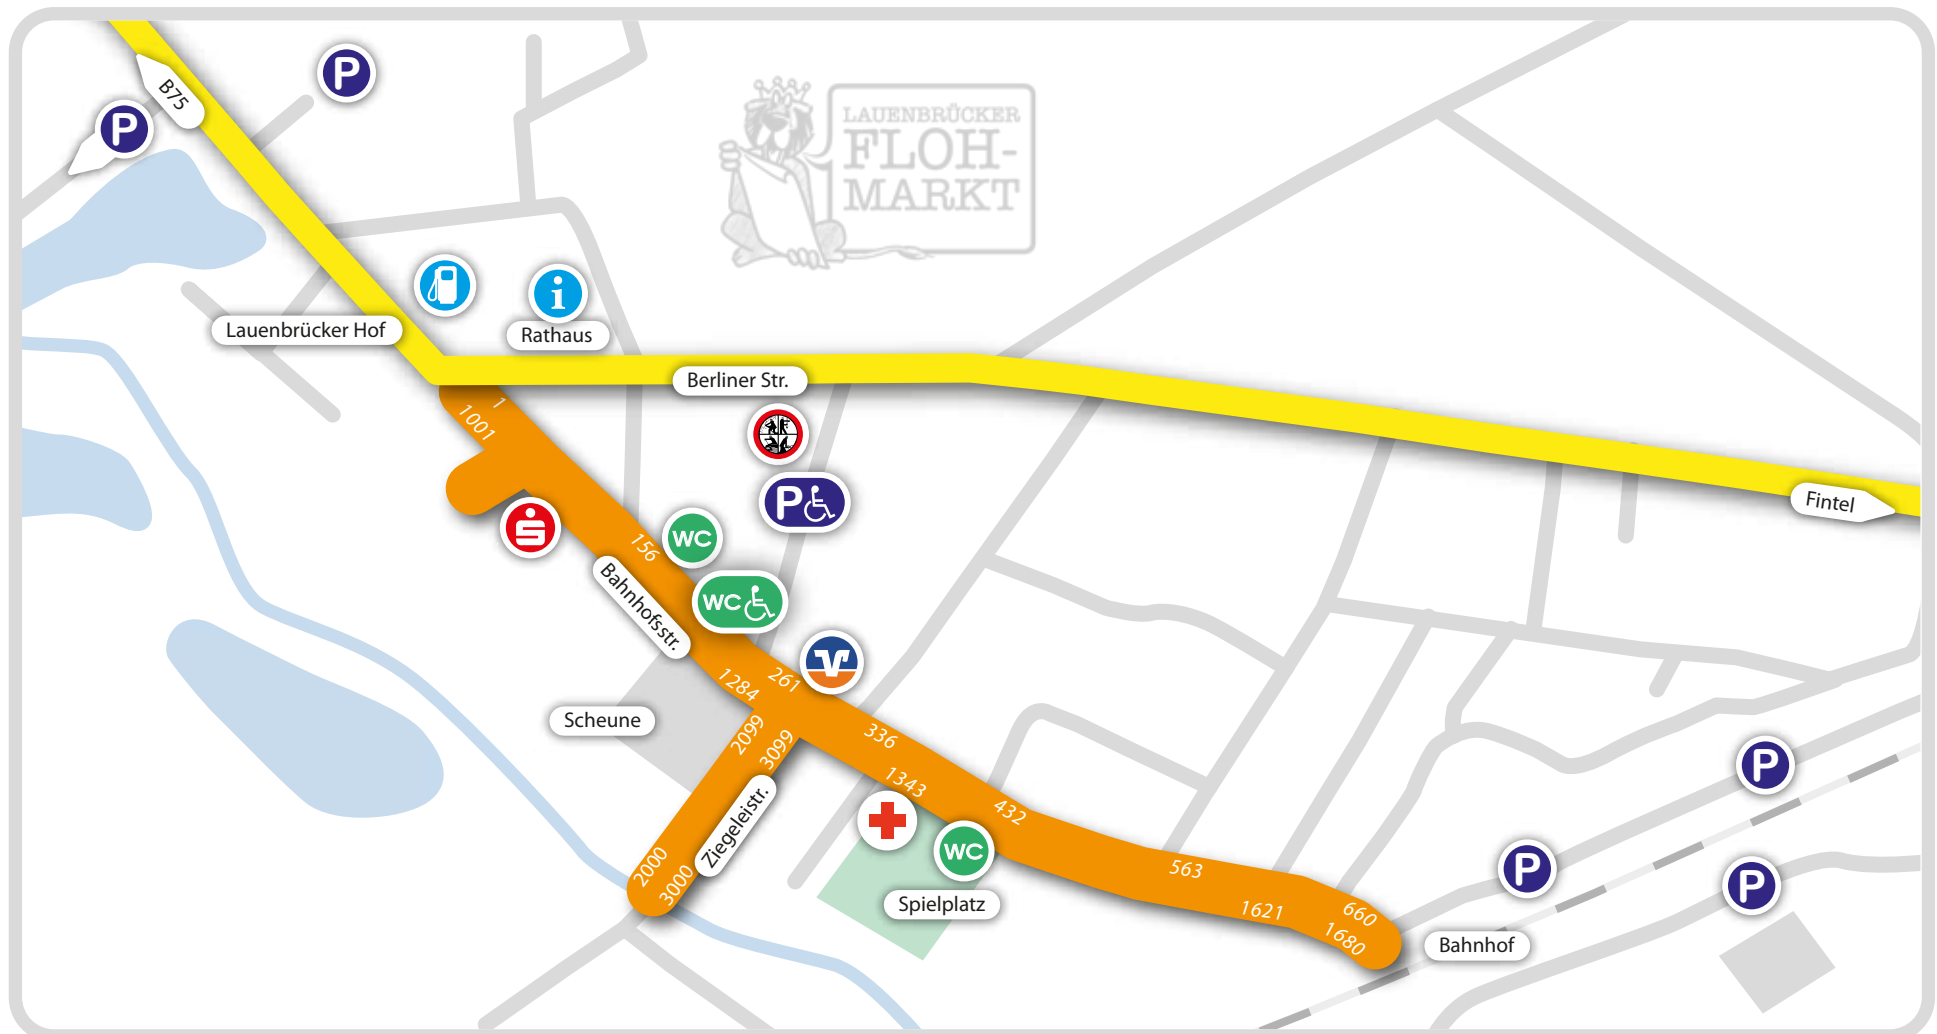 P
B75
P
LAUENBRÜCKER
FLOH-
MARKT
i
Rathaus
Lauenbrücker Hof
Berliner Str.
1
1001
P
Fintel
S
156
WC
WC
Bahnhofsstr.
261
1284
Scheune
2099
3099
336
1343
432
Ziegeleistr.
2000
3000
WC
Spielplatz
563
1621
660
1680
Bahnhof
P
P
P